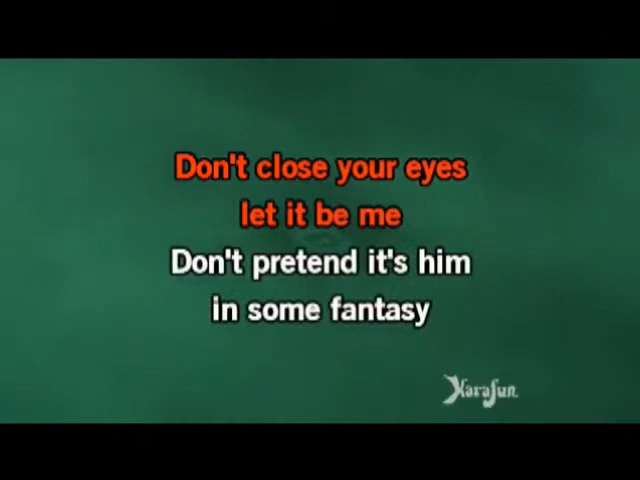 Don't close your eyes
let it be me
Don't pretend it's him
in some fantasy
KaraFun